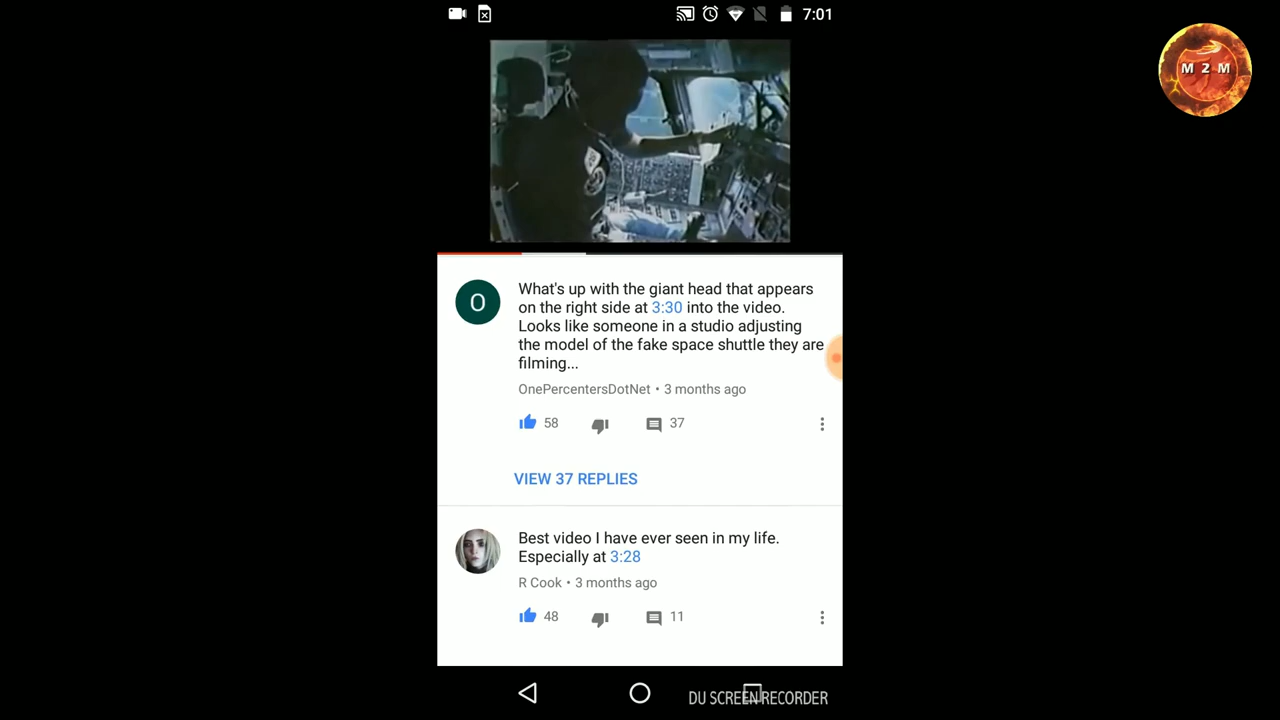 7:01
M 2 M
What's up with the giant head that appears
on the right side at 3:30 into the video.
Looks like someone in a studio adjusting
the model of the fake space shuttle they are
filming...
OnePercentersDotNet • 3 months ago
58 37
VIEW 37 REPLIES
Best video I have ever seen in my life.
Especially at 3:28
R Cook • 3 months ago
48 11
DU SCREEN RECORDER
O